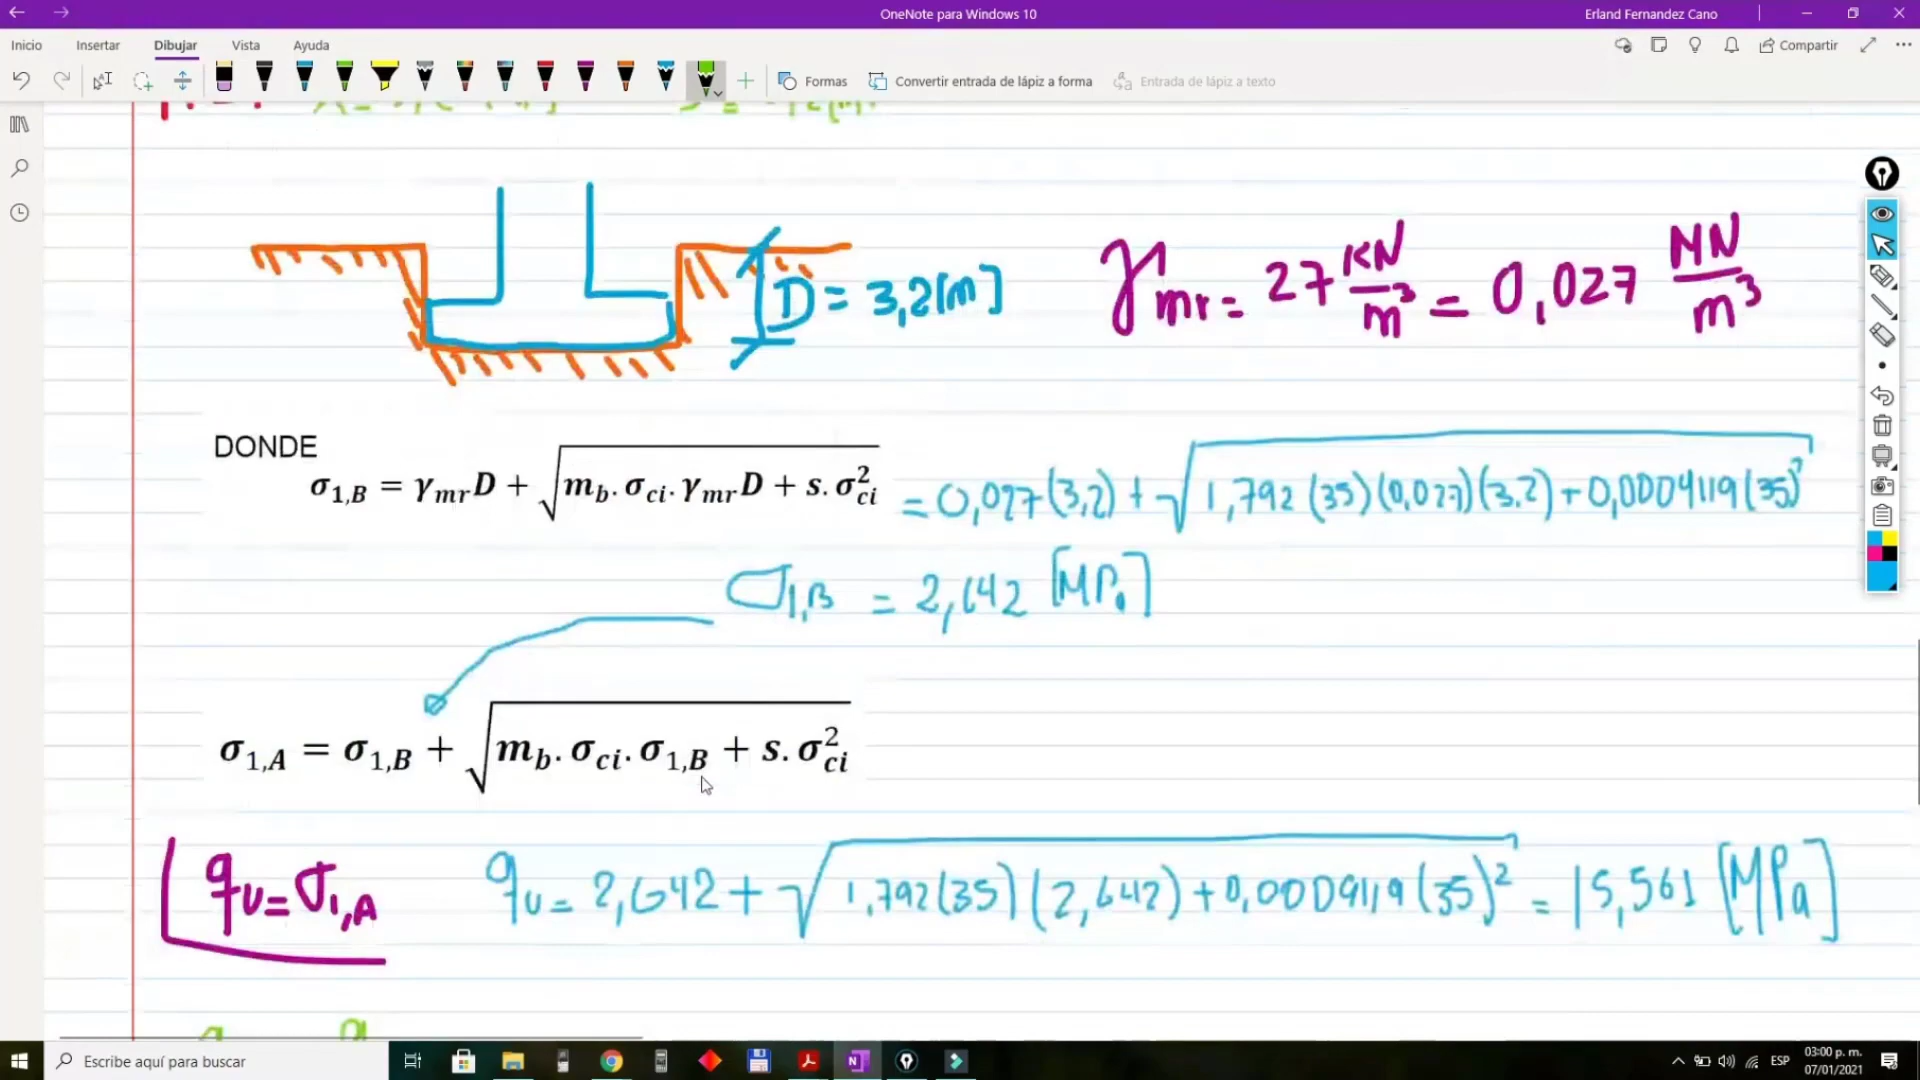 OneNote para Windows 10
Erland Fernandez Cano
Inicio Insertar Dibujar Vista Ayuda
Compartir
Formas Convertir entrada de lápiz a forma Entrada de lápiz a texto
D = 3,2[m]
γmr = 27 KN/m³ = 0,027 MN/m³
DONDE
σ1,B = γmrD + √(mb.σci.γmrD + s.σci²) = 0,027(3,2) + √(1,792(35)(0,027)(3,2)+0,0009119(35)²)
σ1,B = 2,642 [MPa]
σ1,A = σ1,B + √(mb.σci.σ1,B + s.σci²)
qu = σ1,A
qu = 2,642 + √(1,792(35)(2,642)+0,0009119(35)²) = 15,561 [MPa]
Escribe aquí para buscar
ESP
03:00 p. m.
07/01/2021